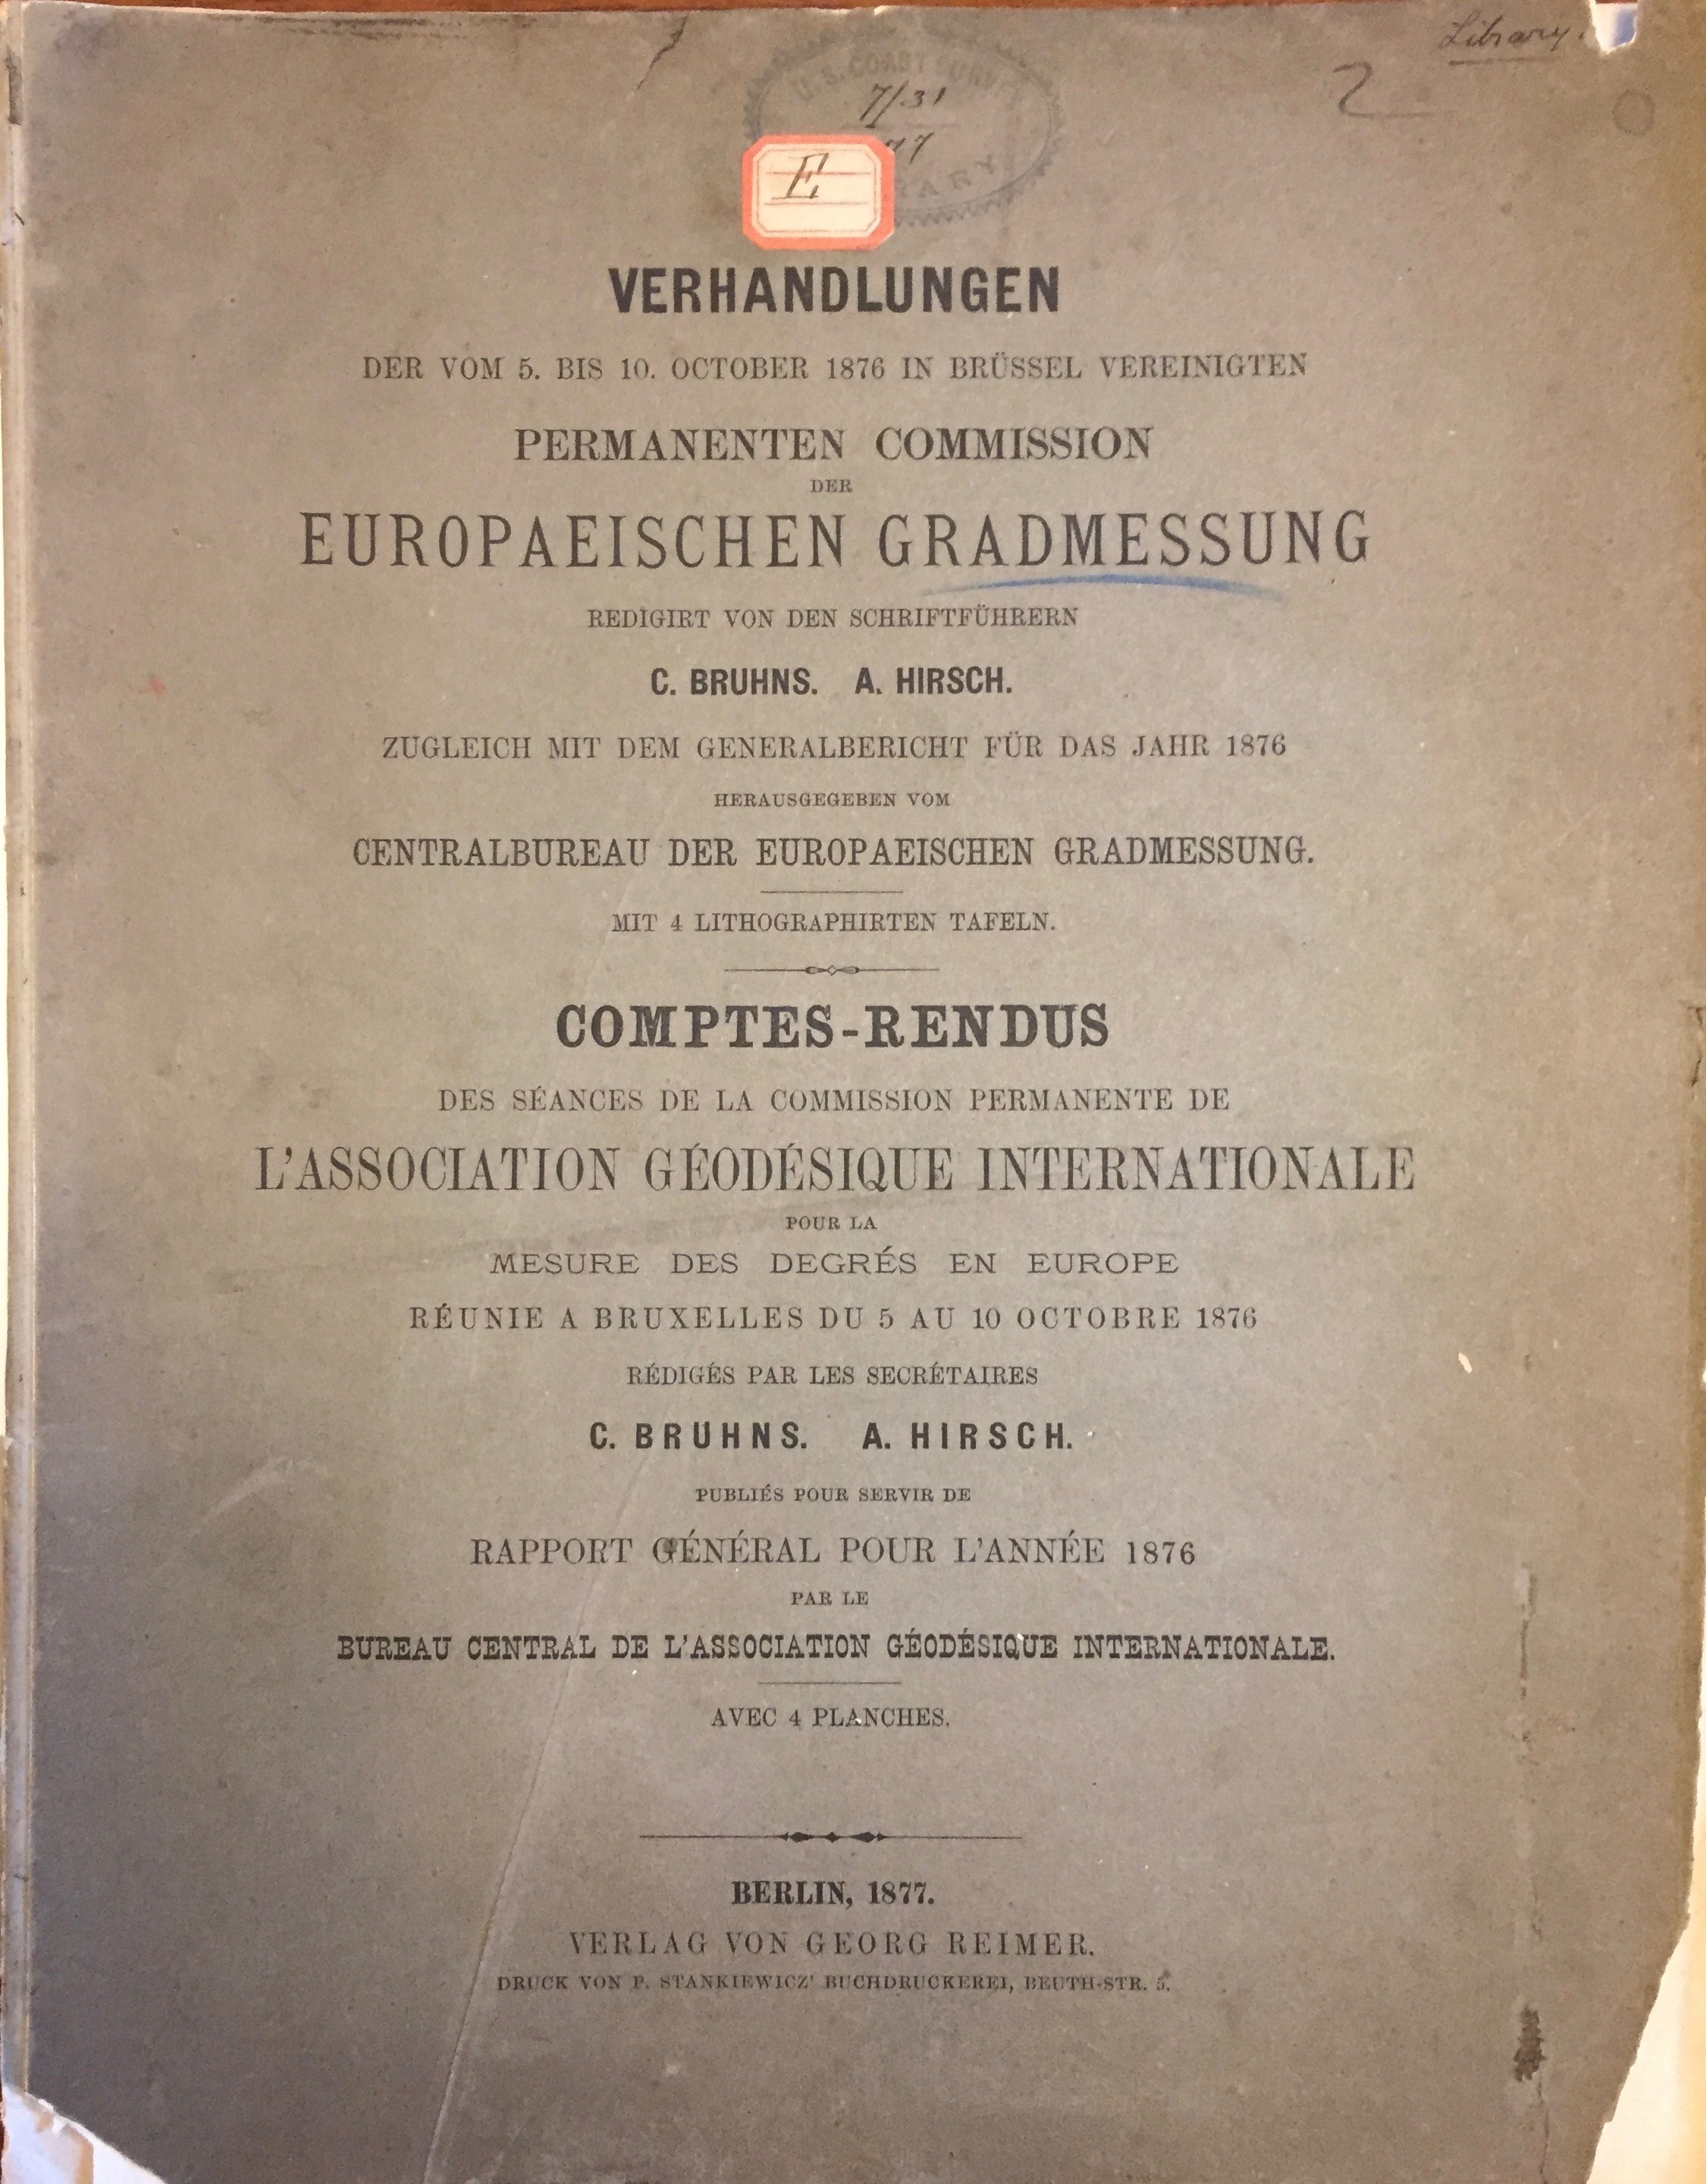 Library.
2
U. S. COAST SURVEY
7/31
77
E
VERHANDLUNGEN
DER VOM 5. BIS 10. OCTOBER 1876 IN BRÜSSEL VEREINIGTEN
PERMANENTEN COMMISSION
DER
EUROPAEISCHEN GRADMESSUNG
REDIGIRT VON DEN SCHRIFTFÜHRERN
C. BRUHNS. A. HIRSCH.
ZUGLEICH MIT DEM GENERALBERICHT FÜR DAS JAHR 1876
HERAUSGEGEBEN VOM
CENTRALBUREAU DER EUROPAEISCHEN GRADMESSUNG.
MIT 4 LITHOGRAPHIRTEN TAFELN.
COMPTES-RENDUS
DES SÉANCES DE LA COMMISSION PERMANENTE DE
L'ASSOCIATION GÉODÉSIQUE INTERNATIONALE
POUR LA
MESURE DES DEGRÉS EN EUROPE
RÉUNIE A BRUXELLES DU 5 AU 10 OCTOBRE 1876
RÉDIGÉS PAR LES SECRÉTAIRES
C. BRUHNS. A. HIRSCH.
PUBLIÉS POUR SERVIR DE
RAPPORT GÉNÉRAL POUR L'ANNÉE 1876
PAR LE
BUREAU CENTRAL DE L'ASSOCIATION GÉODÉSIQUE INTERNATIONALE.
AVEC 4 PLANCHES.
BERLIN, 1877.
VERLAG VON GEORG REIMER.
DRUCK VON P. STANKIEWICZ' BUCHDRUCKEREI, BEUTH-STR. 5.